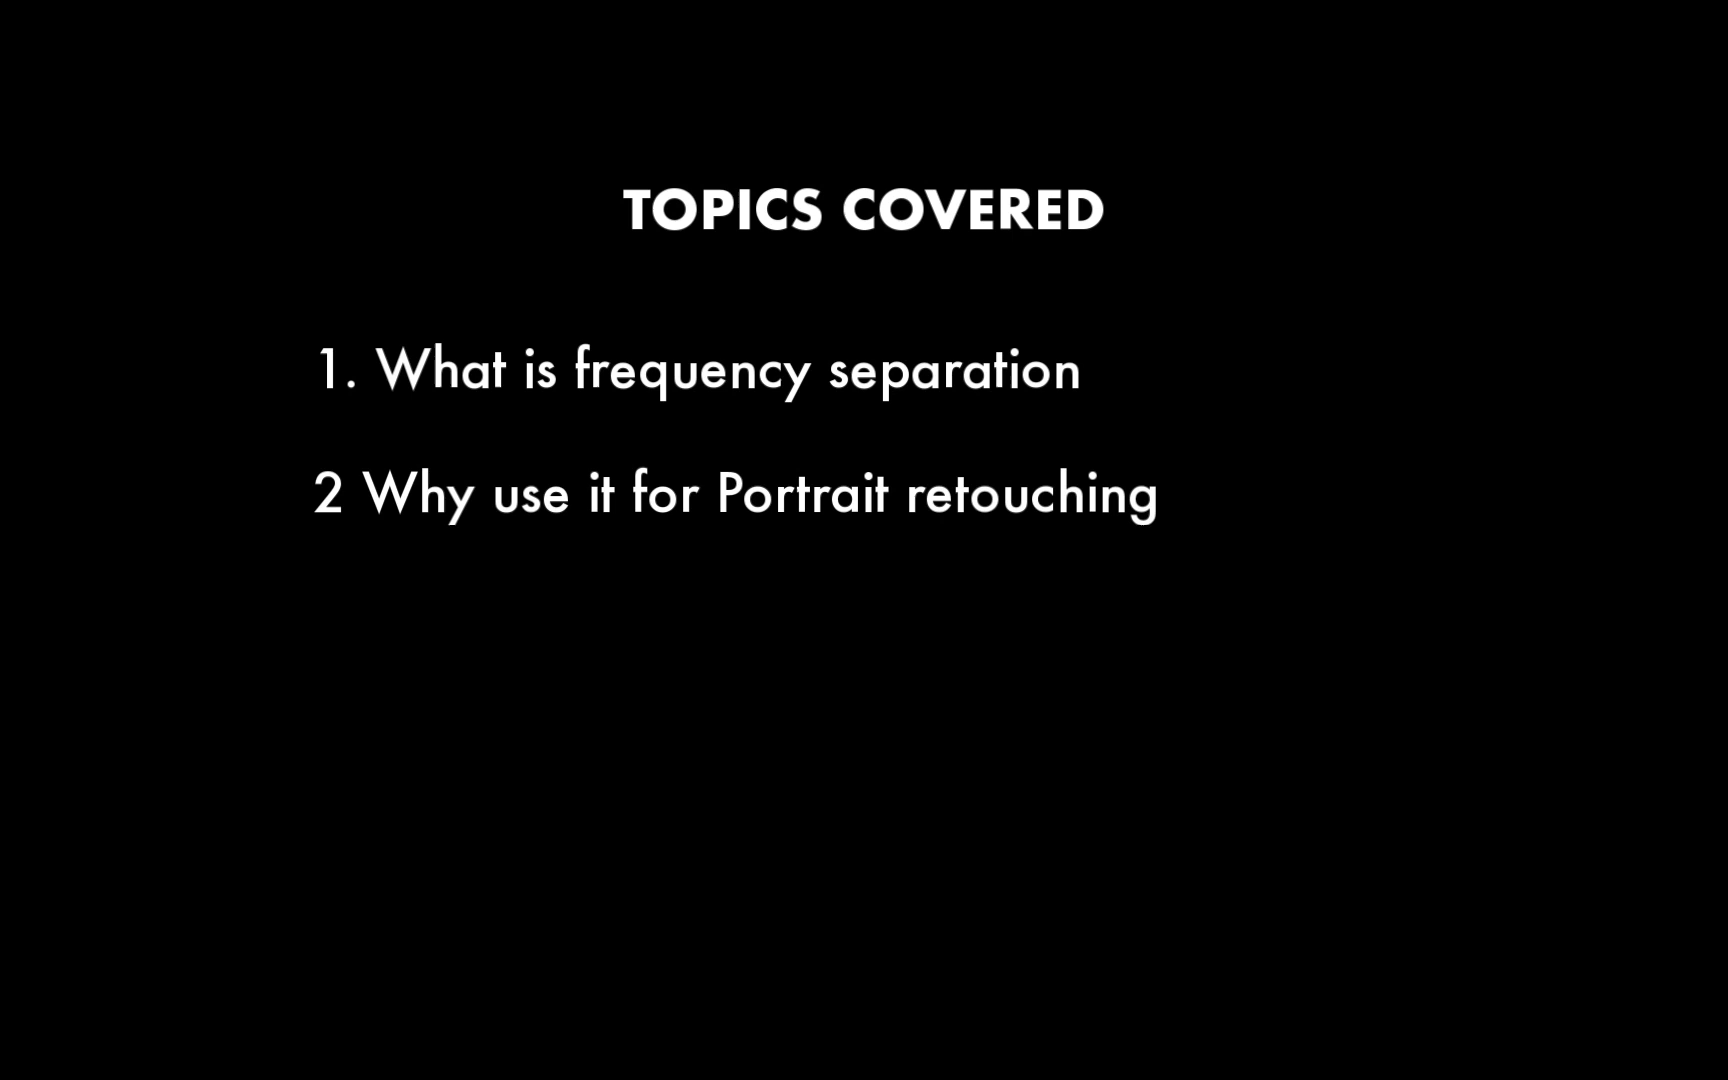 TOPICS COVERED
1. What is frequency separation
2 Why use it for Portrait retouching